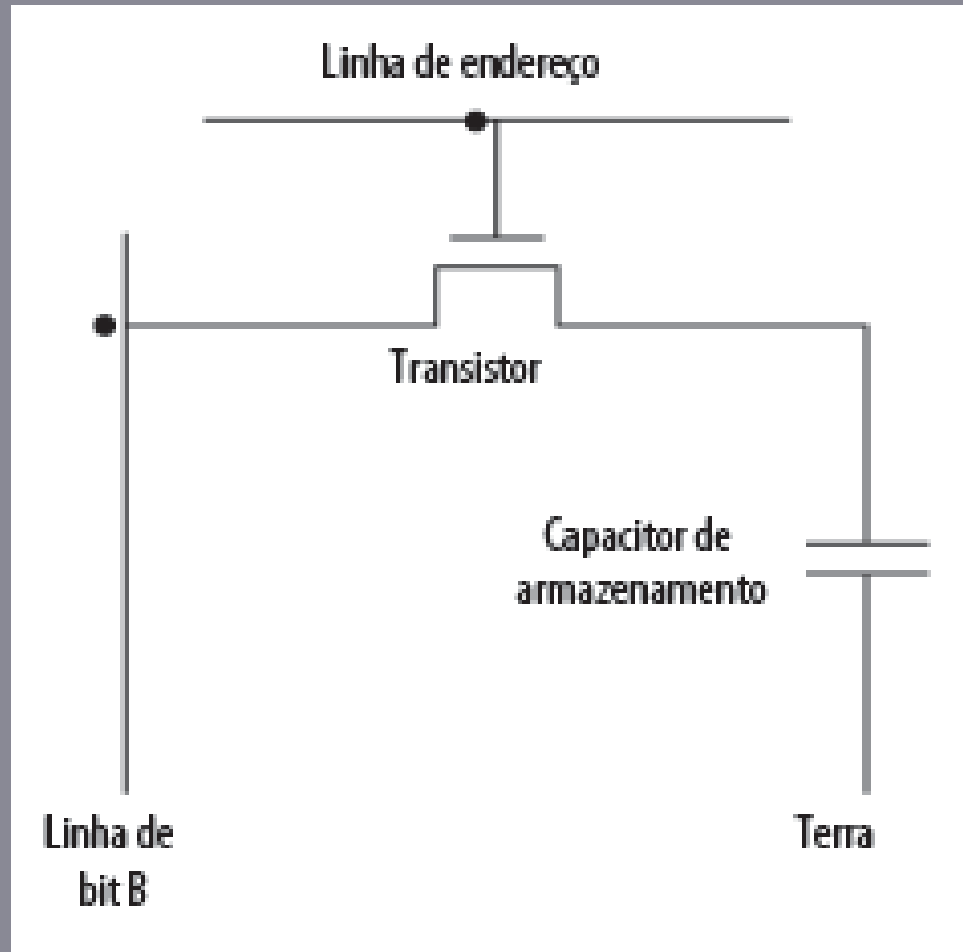 Linha de endereço
Transistor
Capacitor de
armazenamento
Linha de
bit B
Terra